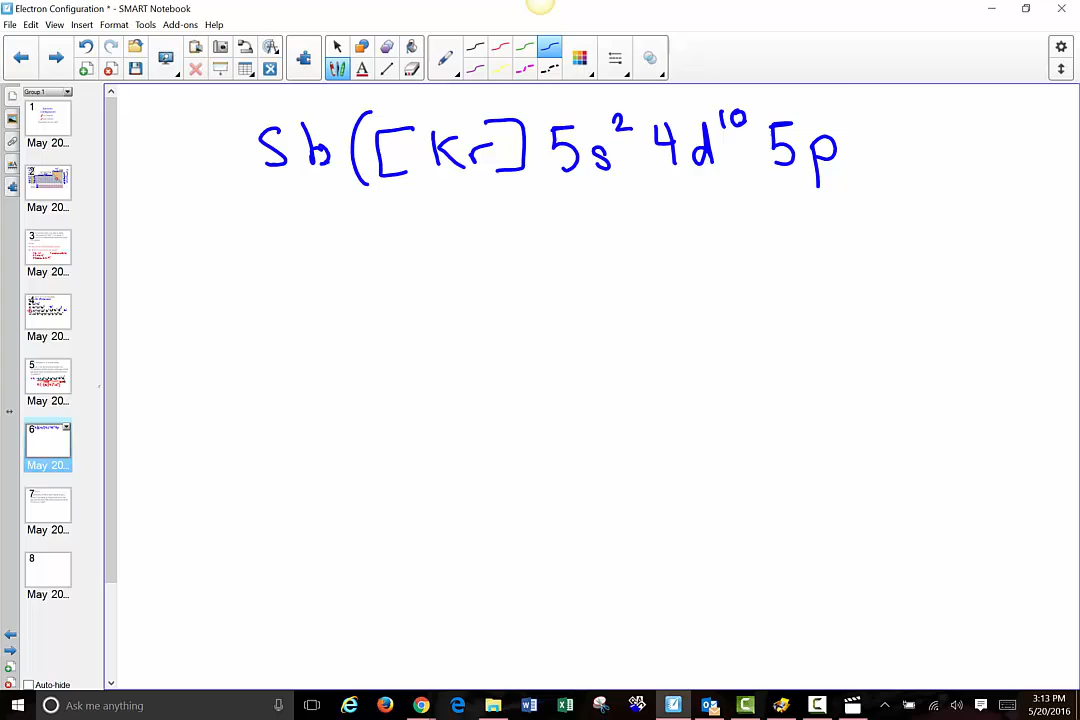 Electron Configuration * - SMART Notebook
File Edit View Insert Format Tools Add-ons Help
Group 1
Sb([Kr] 5s² 4d¹⁰ 5p
1
May 20...
2
May 20...
3
May 20...
4
May 20...
5
May 20...
6
May 20...
7
May 20...
8
May 20...
Auto-hide
Ask me anything
3:13 PM
5/20/2016